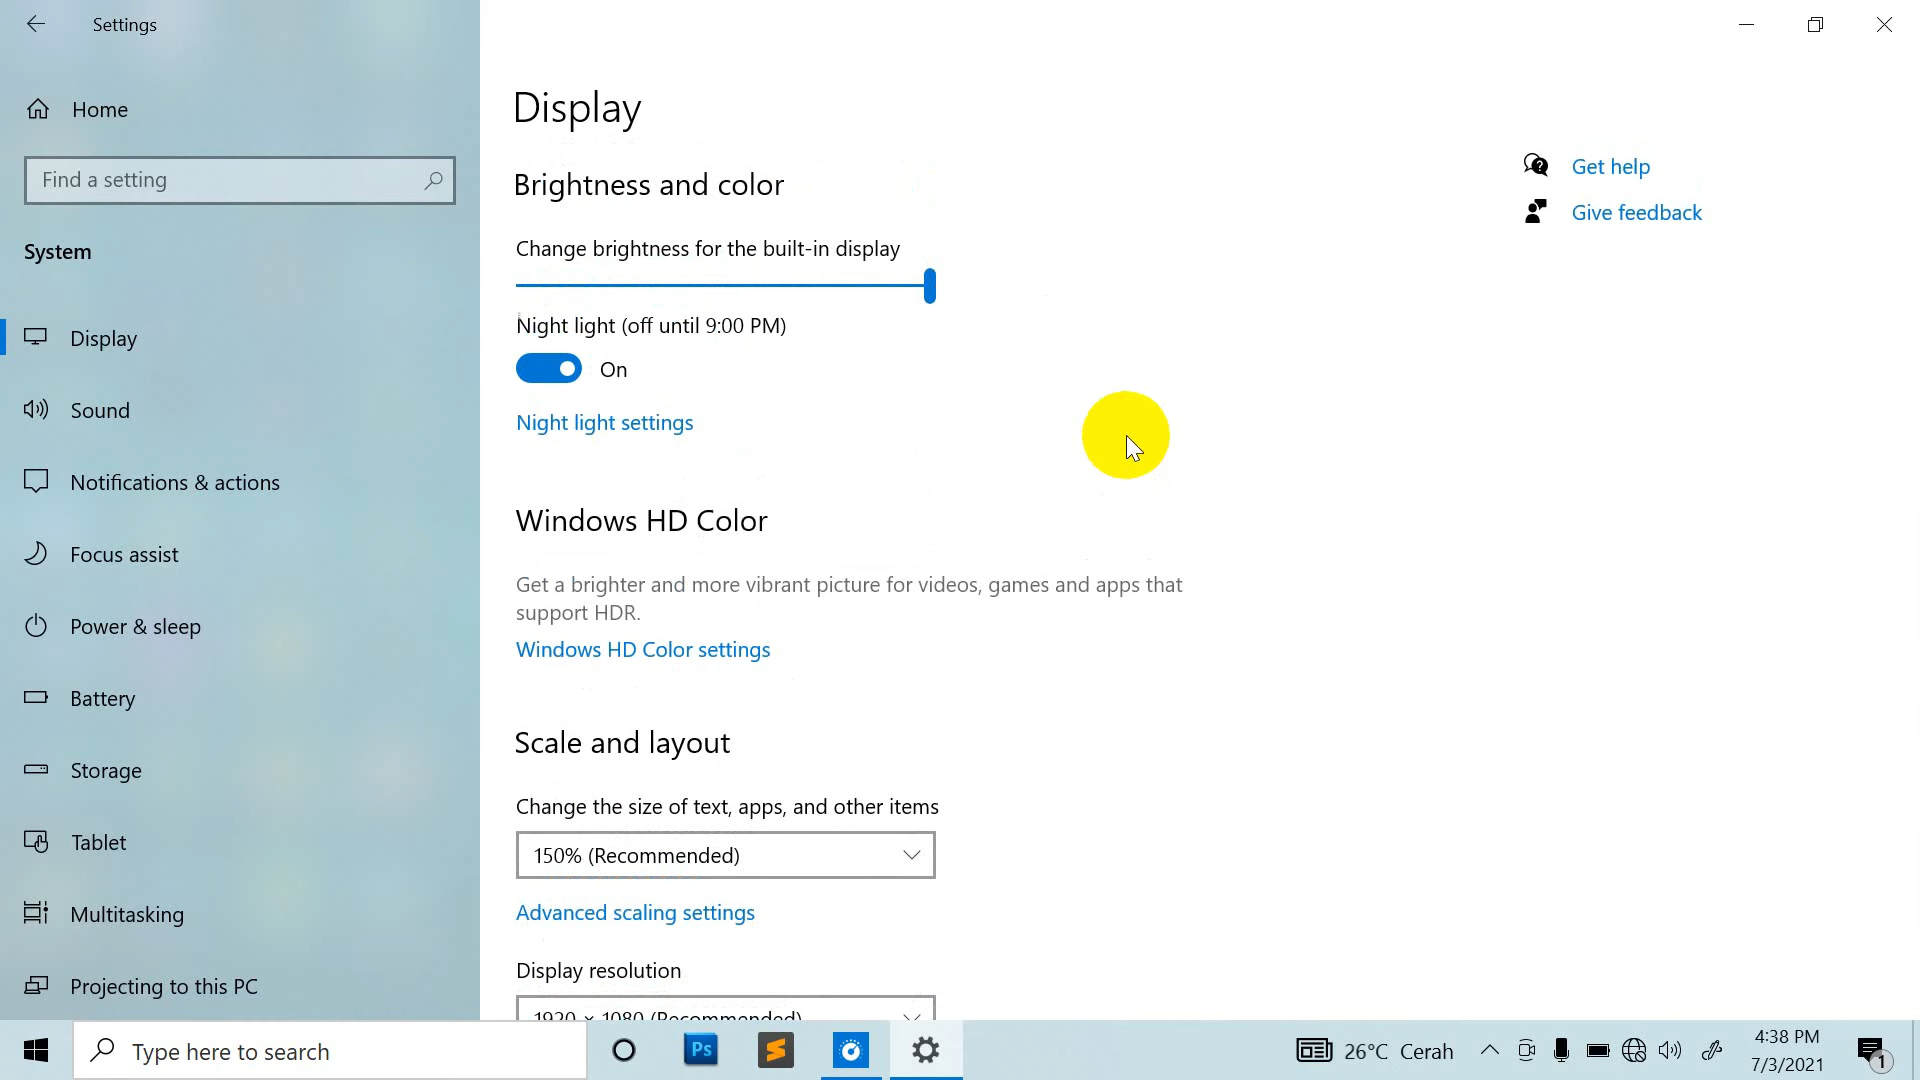 Settings
Home
Find a setting
System
Display
Sound
Notifications & actions
Focus assist
Power & sleep
Battery
Storage
Tablet
Multitasking
Projecting to this PC
Display
Brightness and color
Change brightness for the built-in display
Night light (off until 9:00 PM)
On
Night light settings
Windows HD Color
Get a brighter and more vibrant picture for videos, games and apps that
support HDR.
Windows HD Color settings
Scale and layout
Change the size of text, apps, and other items
150% (Recommended)
Advanced scaling settings
Display resolution
1920 × 1080 (Recommended)
Get help
Give feedback
Type here to search
Ps
26°C Cerah
4:38 PM
7/3/2021
1